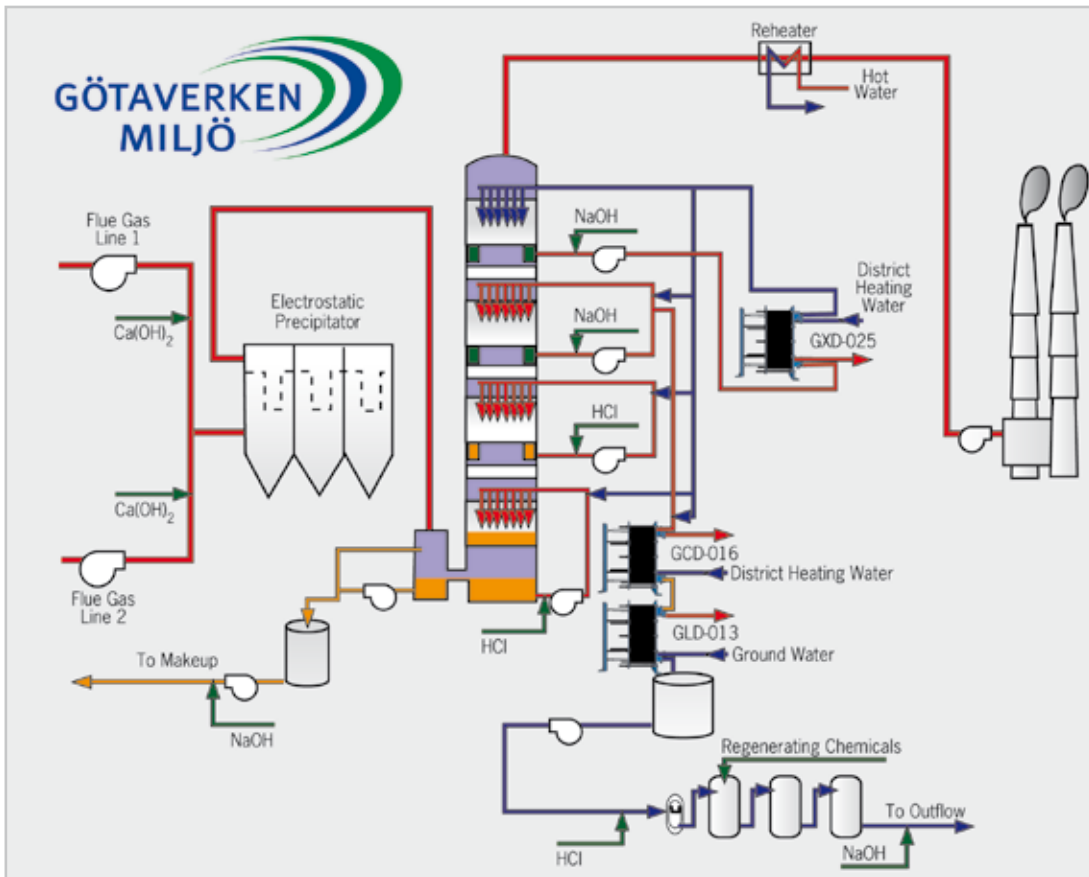 GÖTAVERKEN
MILJÖ
Reheater
Hot
Water
Flue Gas
Line 1
NaOH
District
Heating
Water
Ca(OH)2
Electrostatic
Precipitator
NaOH
GXD-025
HCl
Ca(OH)2
GCD-016
District Heating Water
Flue Gas
Line 2
GLD-013
HCl
Ground Water
To Makeup
NaOH
Regenerating Chemicals
To Outflow
HCl
NaOH